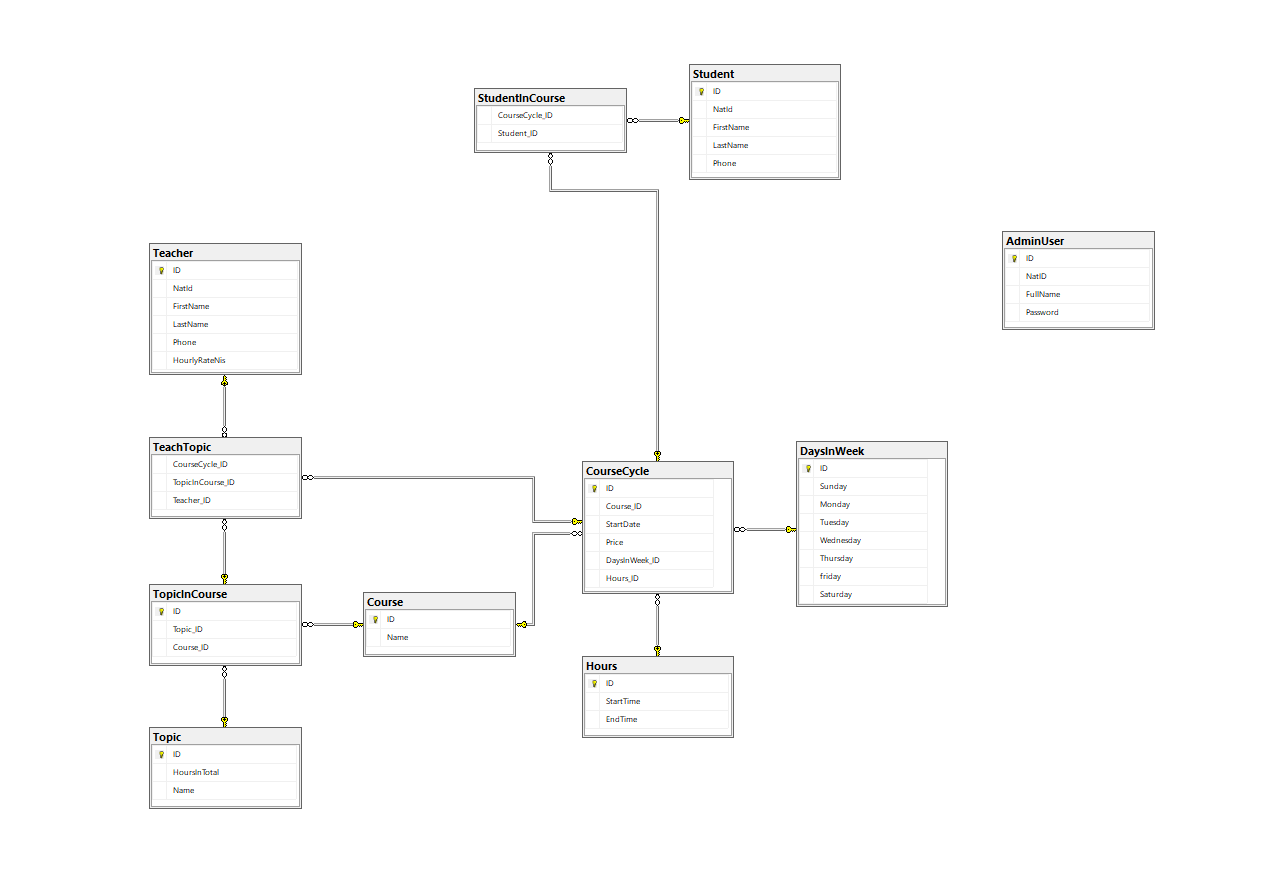 Student
ID
NatId
FirstName
LastName
Phone
StudentInCourse
CourseCycle_ID
Student_ID
AdminUser
ID
NatID
FullName
Password
Teacher
ID
NatId
FirstName
LastName
Phone
HourlyRateNis
TeachTopic
CourseCycle_ID
TopicInCourse_ID
Teacher_ID
CourseCycle
ID
Course_ID
StartDate
Price
DaysInWeek_ID
Hours_ID
DaysInWeek
ID
Sunday
Monday
Tuesday
Wednesday
Thursday
friday
Saturday
TopicInCourse
ID
Topic_ID
Course_ID
Course
ID
Name
Hours
ID
StartTime
EndTime
Topic
ID
HoursInTotal
Name